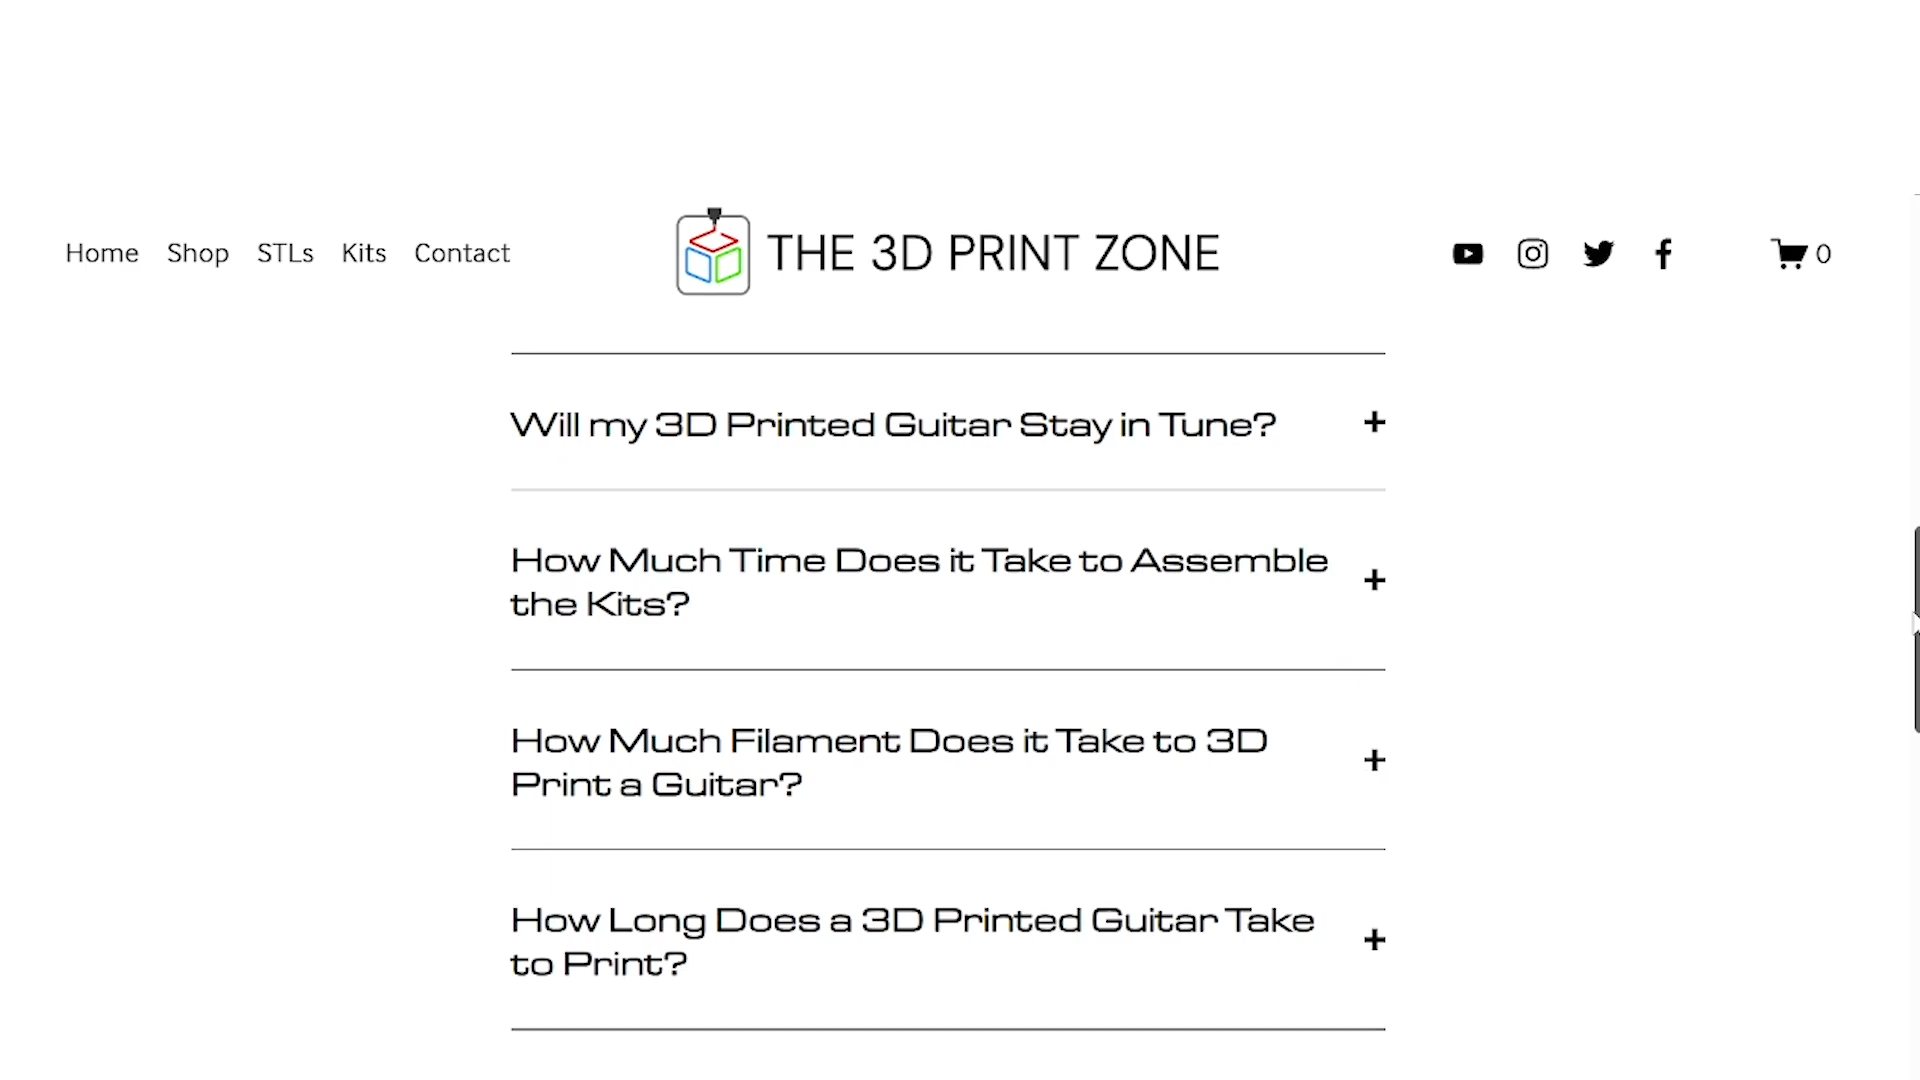 Home Shop STLs Kits Contact
THE 3D PRINT ZONE
0
Will my 3D Printed Guitar Stay in Tune? +
How Much Time Does it Take to Assemble
the Kits? +
How Much Filament Does it Take to 3D
Print a Guitar? +
How Long Does a 3D Printed Guitar Take
to Print? +